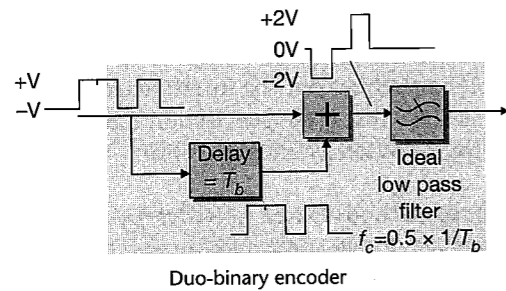 +2V
0V
−2V
+V
−V
+
Delay
= T_b
Ideal
low pass
filter
f_c=0.5 × 1/T_b
Duo-binary encoder